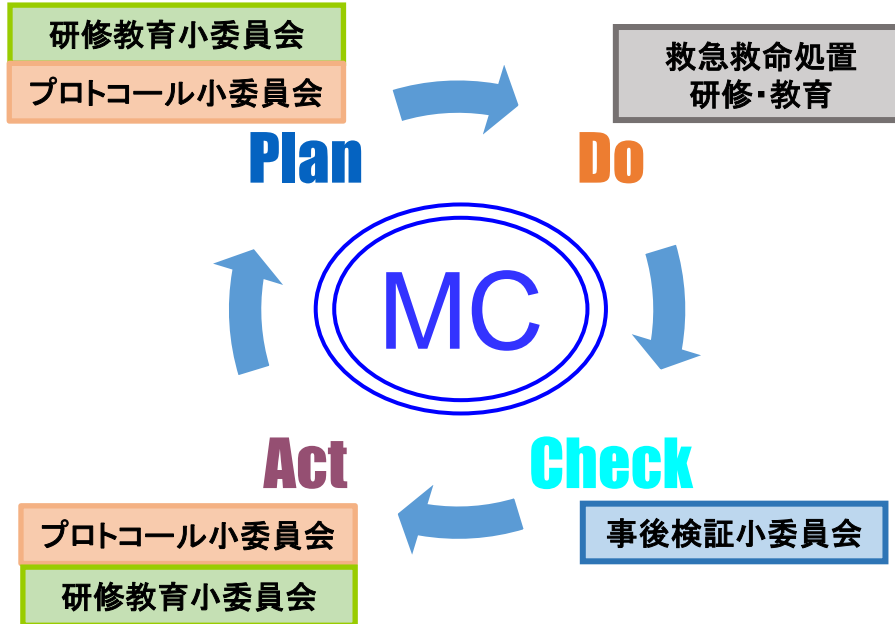 研修教育小委員会
プロトコール小委員会
救急救命処置
研修・教育
Plan
Do
MC
Act
Check
プロトコール小委員会
研修教育小委員会
事後検証小委員会